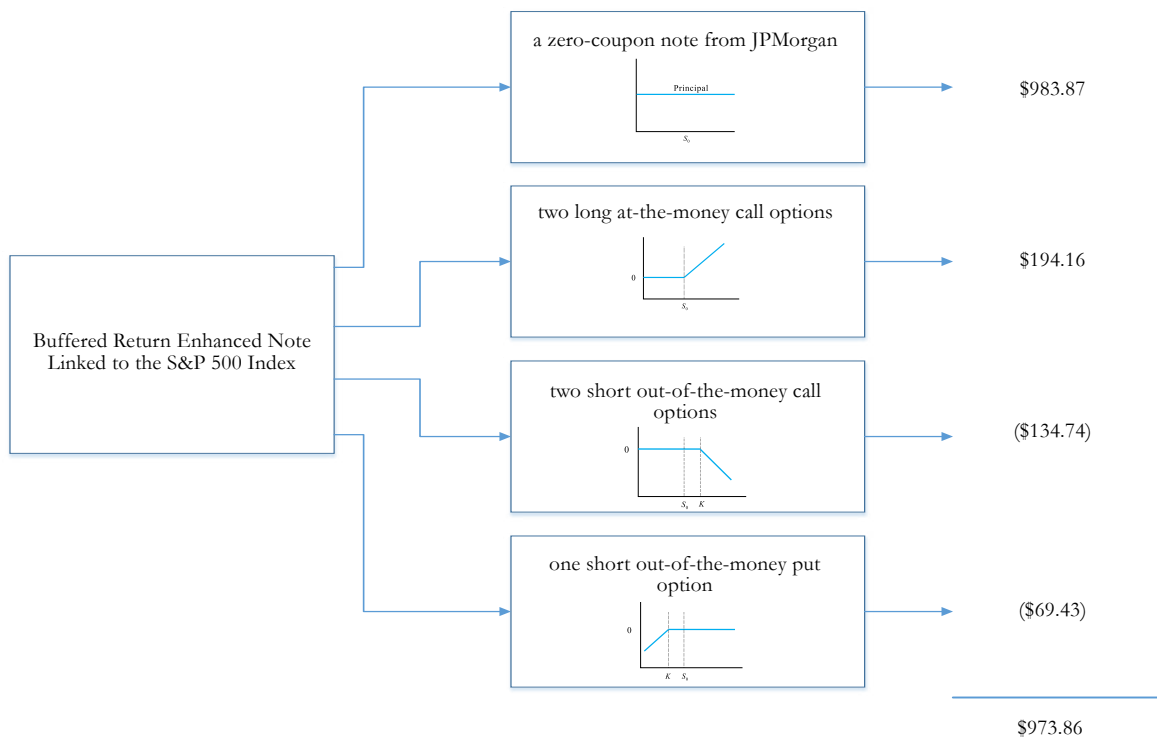 a zero-coupon note from JPMorgan
Principal
S₀
$983.87
two long at-the-money call options
0
S₀
$194.16
Buffered Return Enhanced Note
Linked to the S&P 500 Index
two short out-of-the-money call
options
0
S₀ K
($134.74)
one short out-of-the-money put
option
0
K S₀
($69.43)
$973.86